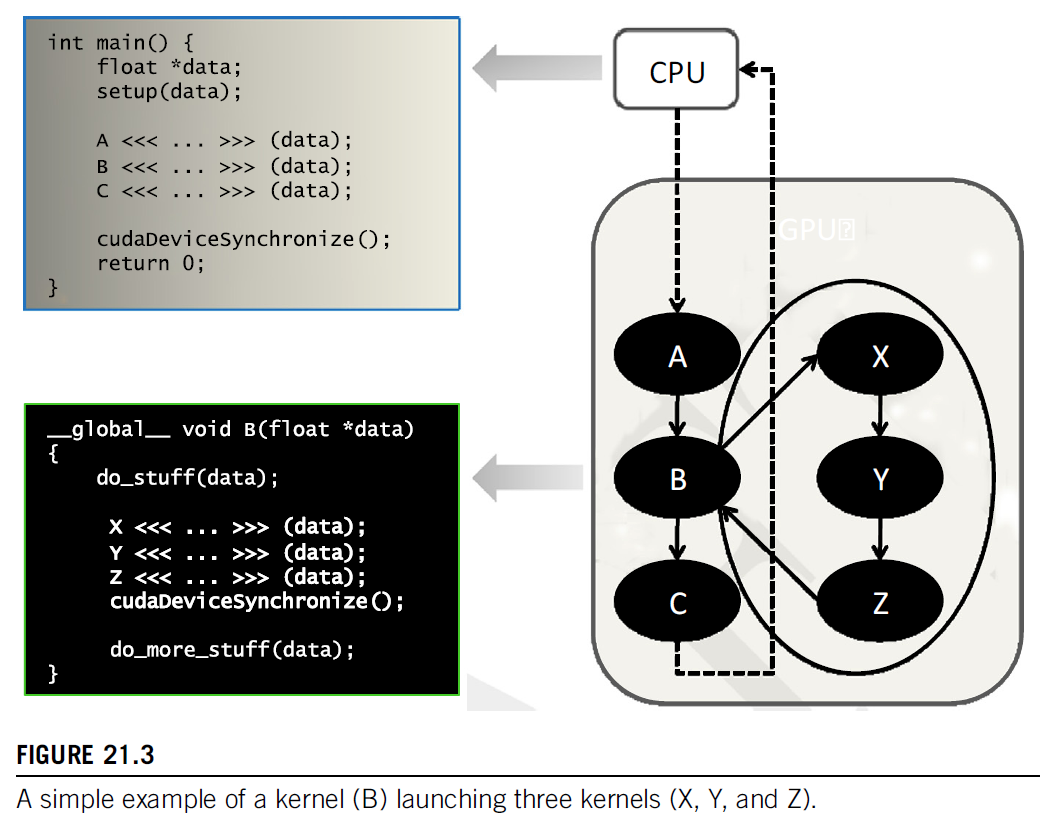 int main() {
float *data;
setup(data);
A <<< ... >>> (data);
B <<< ... >>> (data);
C <<< ... >>> (data);
cudaDeviceSynchronize();
return 0;
}
CPU
GPU
A
X
B
Y
C
Z
__global__ void B(float *data)
{
do_stuff(data);
X <<< ... >>> (data);
Y <<< ... >>> (data);
Z <<< ... >>> (data);
cudaDeviceSynchronize();
do_more_stuff(data);
}
FIGURE 21.3
A simple example of a kernel (B) launching three kernels (X, Y, and Z).